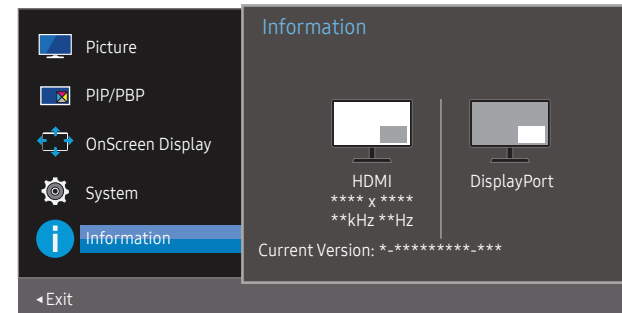 Picture
PIP/PBP
OnScreen Display
System
Information
Information
HDMI
**** x ****
**kHz **Hz
DisplayPort
Current Version: *-*********-***
◂Exit